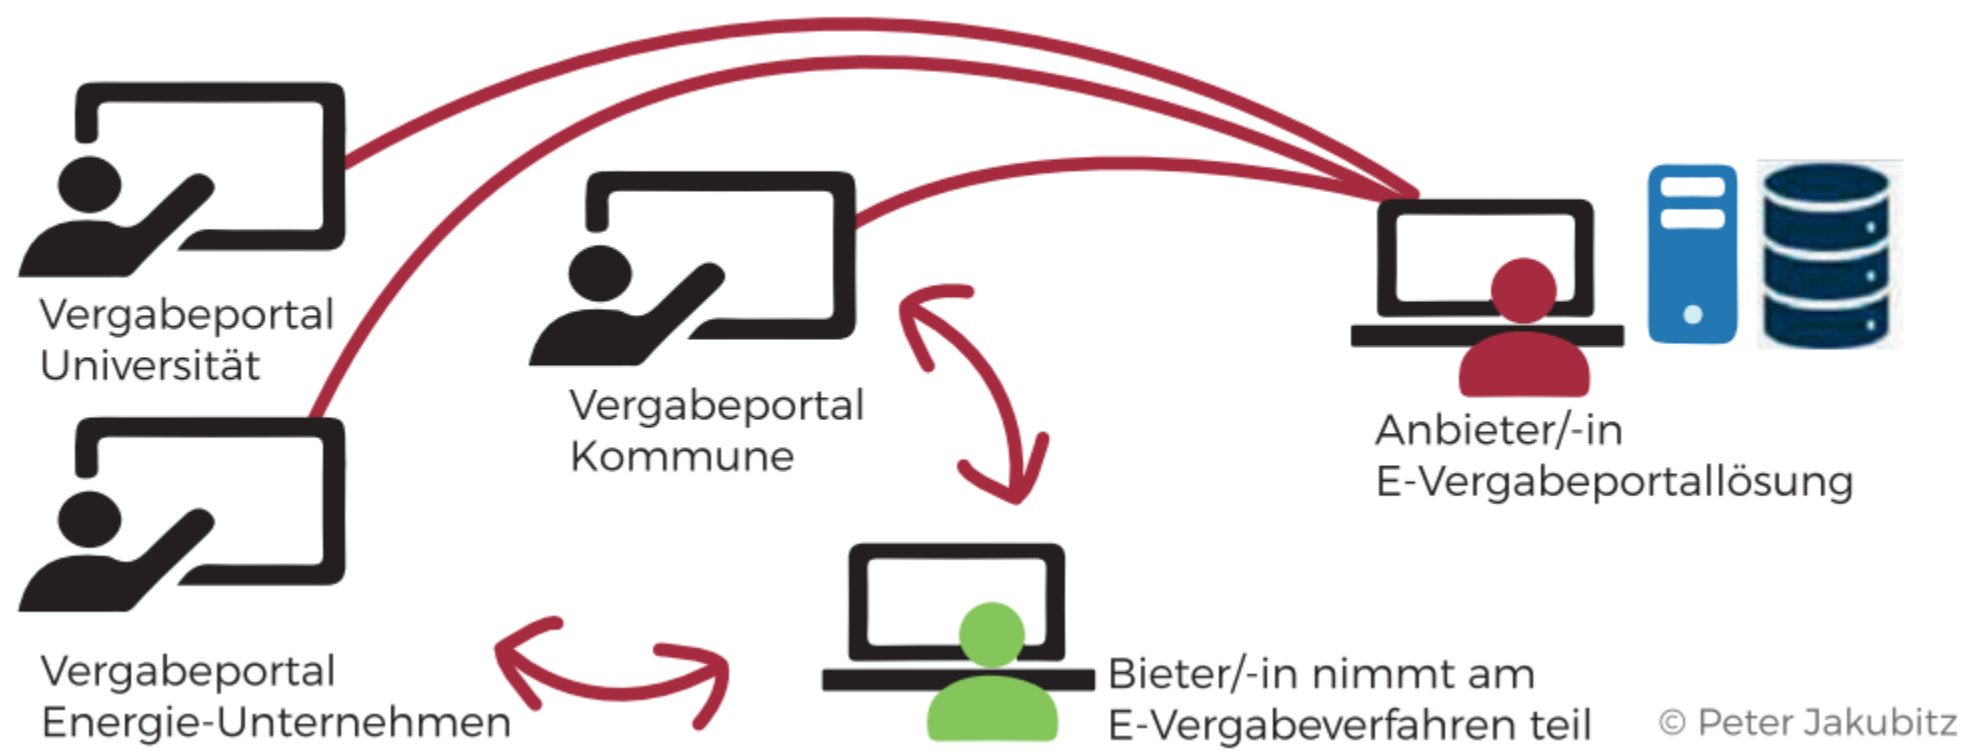 Vergabeportal
Universität
Vergabeportal
Kommune
Anbieter/-in
E-Vergabeportallösung
Vergabeportal
Energie-Unternehmen
Bieter/-in nimmt am
E-Vergabeverfahren teil
© Peter Jakubitz